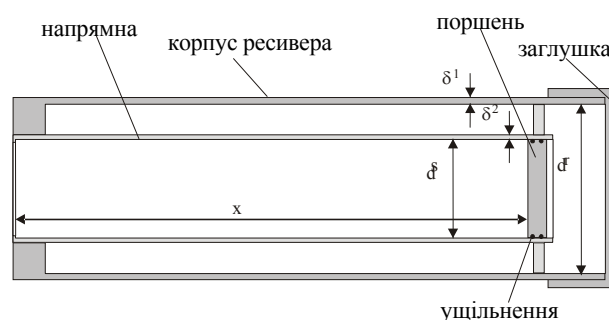 напрямна
корпус ресивера
поршень
заглушка
δ¹
δ²
dˢ
dʳ
x
ущільнення